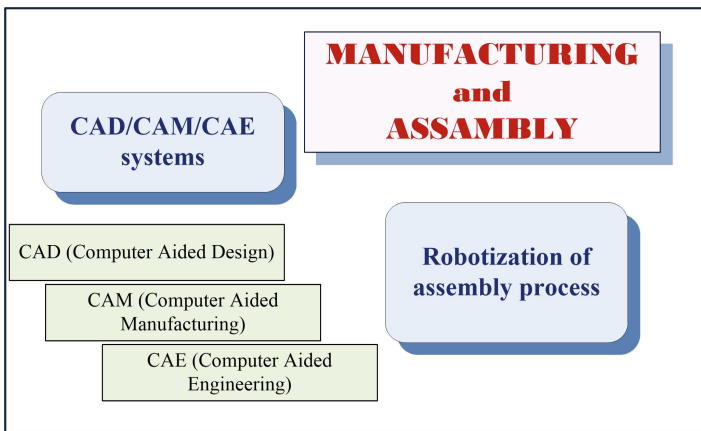 MANUFACTURING
and
ASSAMBLY
CAD/CAM/CAE
systems
CAD (Computer Aided Design)
CAM (Computer Aided
Manufacturing)
CAE (Computer Aided
Engineering)
Robotization of
assembly process